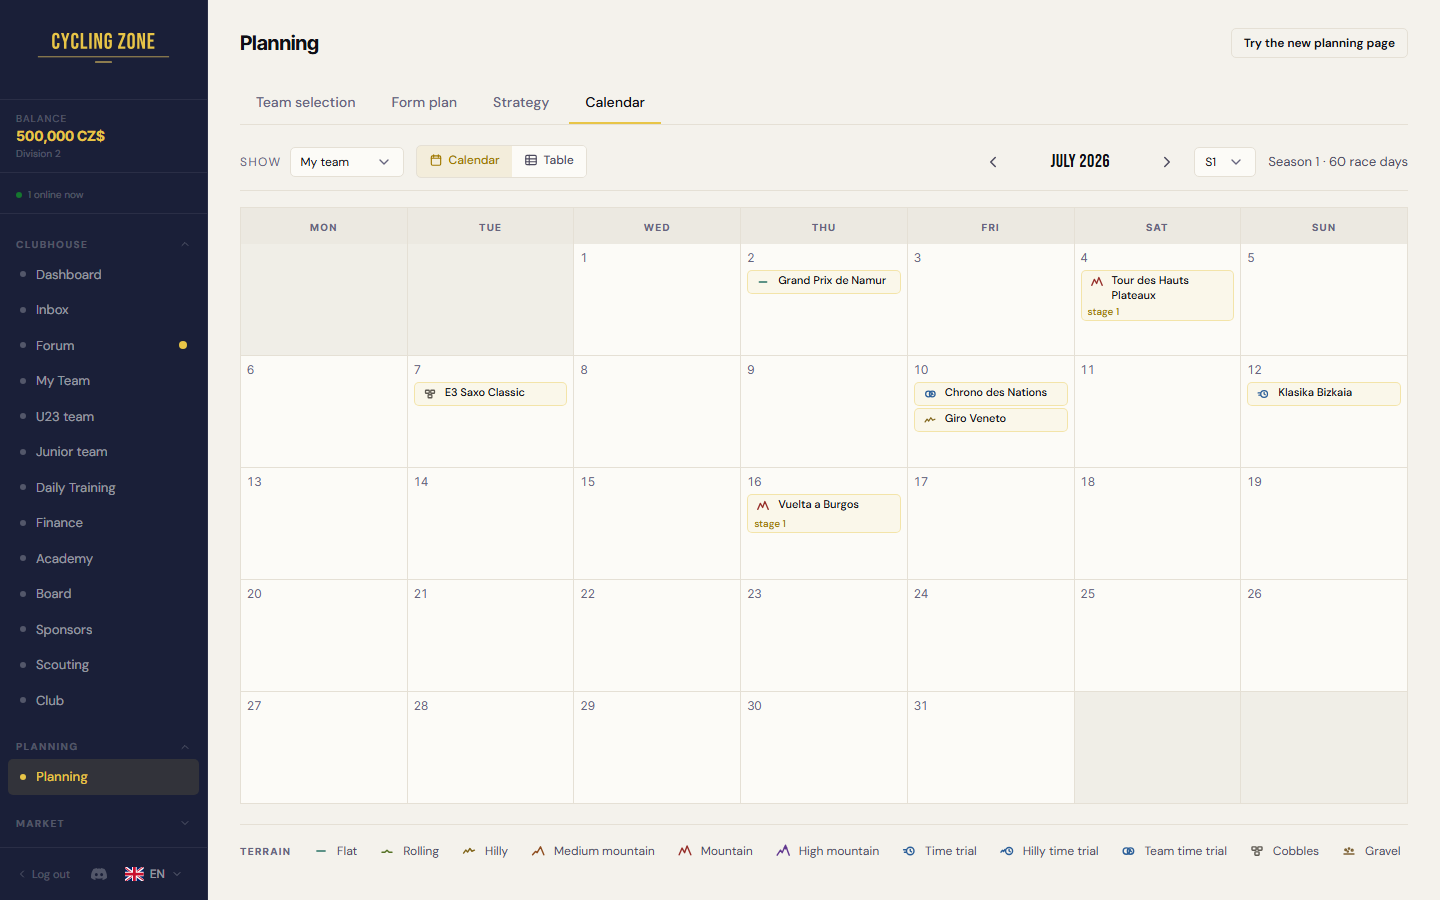 CYCLING ZONE
BALANCE
500,000 CZ$
Division 2
1 online now
CLUBHOUSE
Dashboard
Inbox
Forum
My Team
U23 team
Junior team
Daily Training
Finance
Academy
Board
Sponsors
Scouting
Club
PLANNING
Planning
MARKET
Log out
EN
Planning
Try the new planning page
Team selection Form plan Strategy Calendar
SHOW My team Calendar Table JULY 2026 S1 Season 1 · 60 race days
MON TUE WED THU FRI SAT SUN
1 2 3 4 5
Grand Prix de Namur
Tour des Hauts
Plateaux
stage 1
6 7 8 9 10 11 12
E3 Saxo Classic
Chrono des Nations
Giro Veneto
Klasika Bizkaia
13 14 15 16 17 18 19
Vuelta a Burgos
stage 1
20 21 22 23 24 25 26
27 28 29 30 31
TERRAIN Flat Rolling Hilly Medium mountain Mountain High mountain Time trial Hilly time trial Team time trial Cobbles Gravel